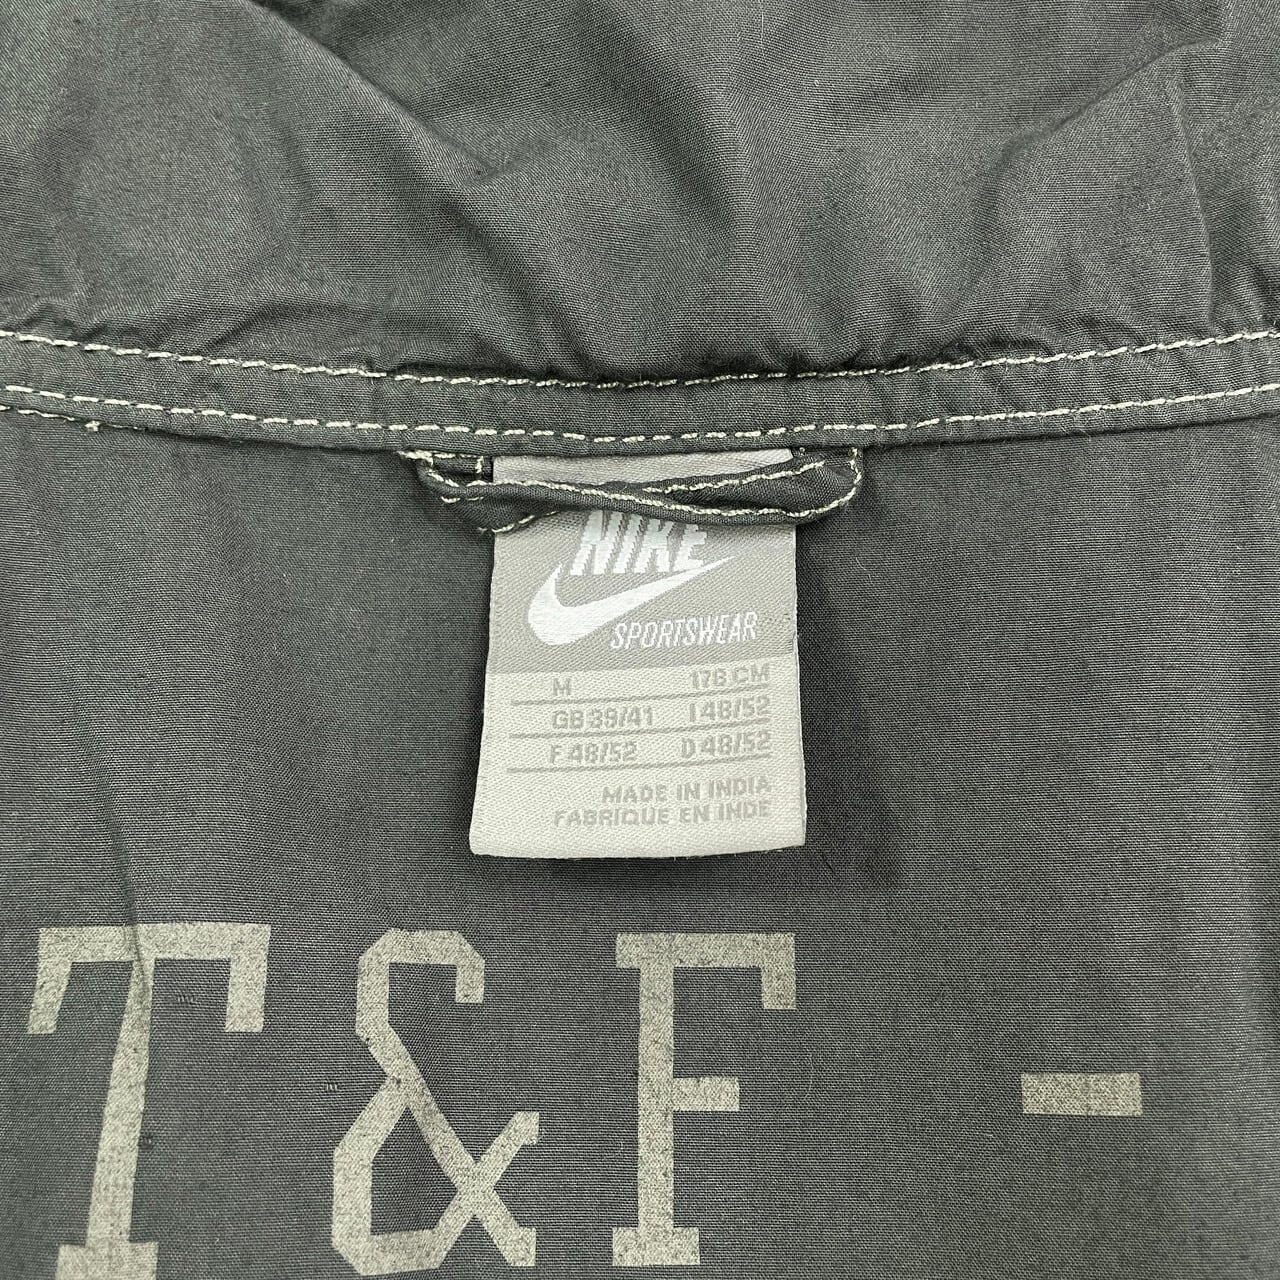 NIKE
SPORTSWEAR
M 178 CM
GB 39/41 I 48/52
F 48/52 D 48/52
MADE IN INDIA
FABRIQUE EN INDE
T&F -